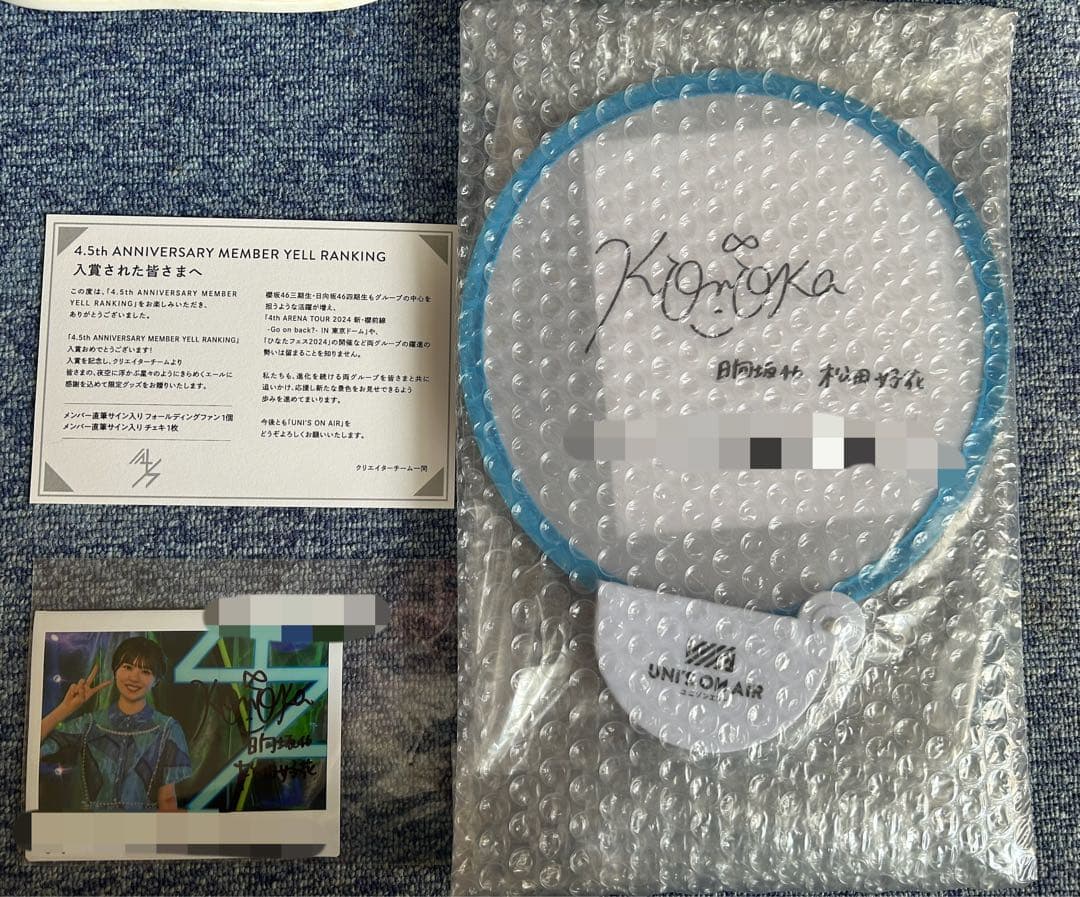 4.5th ANNIVERSARY MEMBER YELL RANKING
入賞された皆さまへ
この度は、「4.5th ANNIVERSARY MEMBER
YELL RANKING」をお楽しみいただき、
ありがとうございました。
「4.5th ANNIVERSARY MEMBER YELL RANKING」
入賞おめでとうございます!
入賞を記念し、クリエイターチームより
皆さまの、夜空に浮かぶ星々のようにきらめくエールに
感謝を込めて限定グッズをお贈りいたします。
メンバー直筆サイン入り フォールディングファン 1個
メンバー直筆サイン入り チェキ 1枚
櫻坂46三期生・日向坂46四期生もグループの中心を
担うような活躍が増え、
「4th ARENA TOUR 2024 新・櫻前線
-Go on back?- IN 東京ドーム」や、
「ひなたフェス2024」の開催など両グループの躍進の
勢いは留まることを知りません。
私たちも、進化を続ける両グループを皆さまと共に
追いかけ、応援し新たな景色をお見せできるよう
歩みを進めてまいります。
今後とも「UNI'S ON AIR」を
どうぞよろしくお願いいたします。
クリエイターチーム一同
Konoka
日向坂46 松田好花
UNI'S ON AIR
ユニゾンエアー
Konoka
日向坂46
松田好花